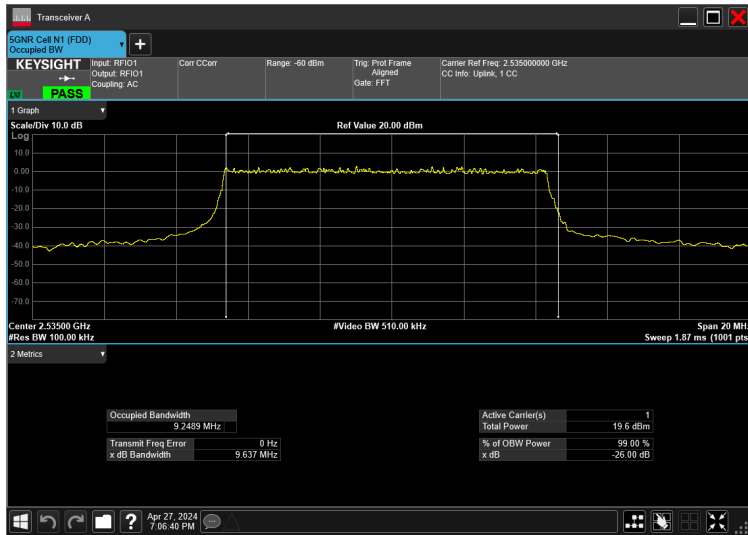 Transceiver A
5GNR Cell N1 (FDD)
Occupied BW
KEYSIGHT
LXI
PASS
Input: RFIO1
Output: RFIO1
Coupling: AC
Corr CCorr
Range: -60 dBm
Trig: Prot Frame
Aligned
Gate: FFT
Carrier Ref Freq: 2.535000000 GHz
CC Info: Uplink, 1 CC
1 Graph
Scale/Div 10.0 dB
Ref Value 20.00 dBm
Log
10.0
0.00
-10.0
-20.0
-30.0
-40.0
-50.0
-60.0
-70.0
Center 2.53500 GHz
#Video BW 510.00 kHz
Span 20 MH
#Res BW 100.00 kHz
Sweep 1.87 ms (1001 pts
2 Metrics
Occupied Bandwidth
9.2489 MHz
Transmit Freq Error 0 Hz
x dB Bandwidth 9.637 MHz
Active Carrier(s) 1
Total Power 19.6 dBm
% of OBW Power 99.00 %
x dB -26.00 dB
?
Apr 27, 2024
7:06:40 PM